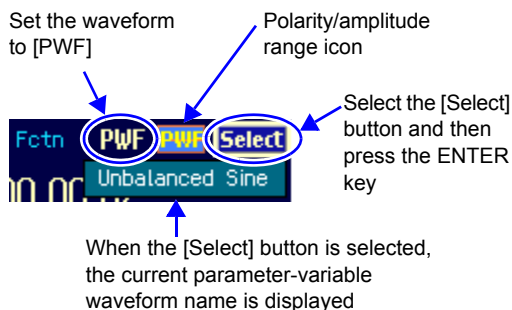 Set the waveform
to [PWF]
Polarity/amplitude
range icon
Select the [Select]
button and then
press the ENTER
key
Fctn PWF PWF Select
Unbalanced Sine
When the [Select] button is selected,
the current parameter-variable
waveform name is displayed